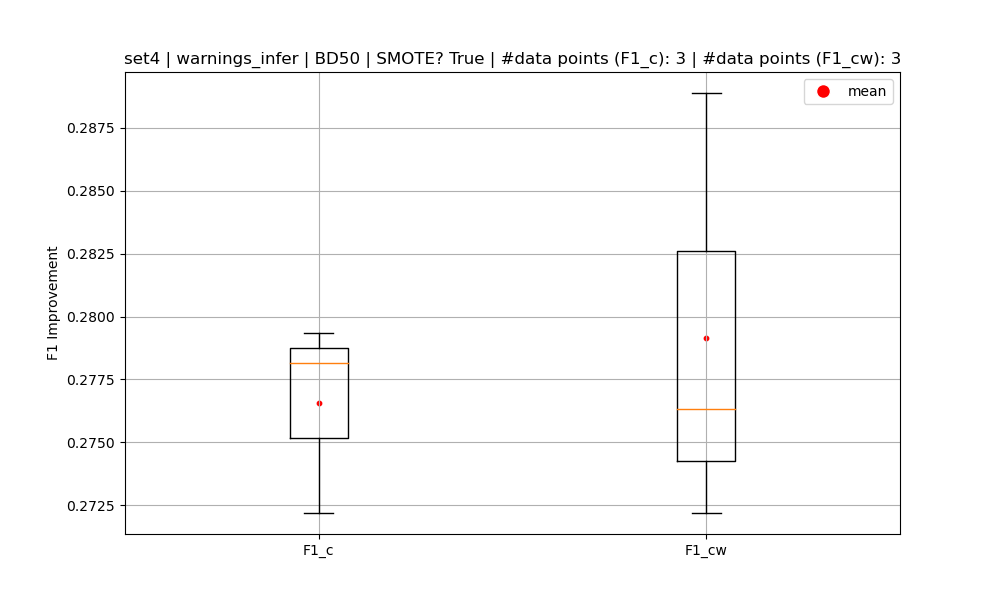 set4 | warnings_infer | BD50 | SMOTE? True | #data points (F1_c): 3 | #data points (F1_cw): 3
mean
0.2875
0.2850
0.2825
0.2800
0.2775
0.2750
0.2725
F1 Improvement
F1_c
F1_cw